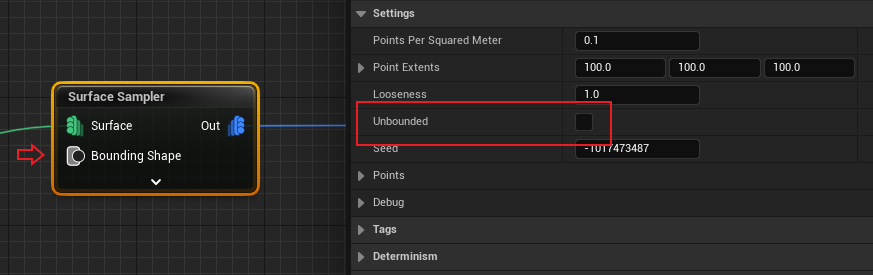 Surface Sampler
Surface Out
Bounding Shape
Settings
Points Per Squared Meter 0.1
Point Extents 100.0 100.0 100.0
Looseness 1.0
Unbounded
Seed -1017473487
Points
Debug
Tags
Determinism